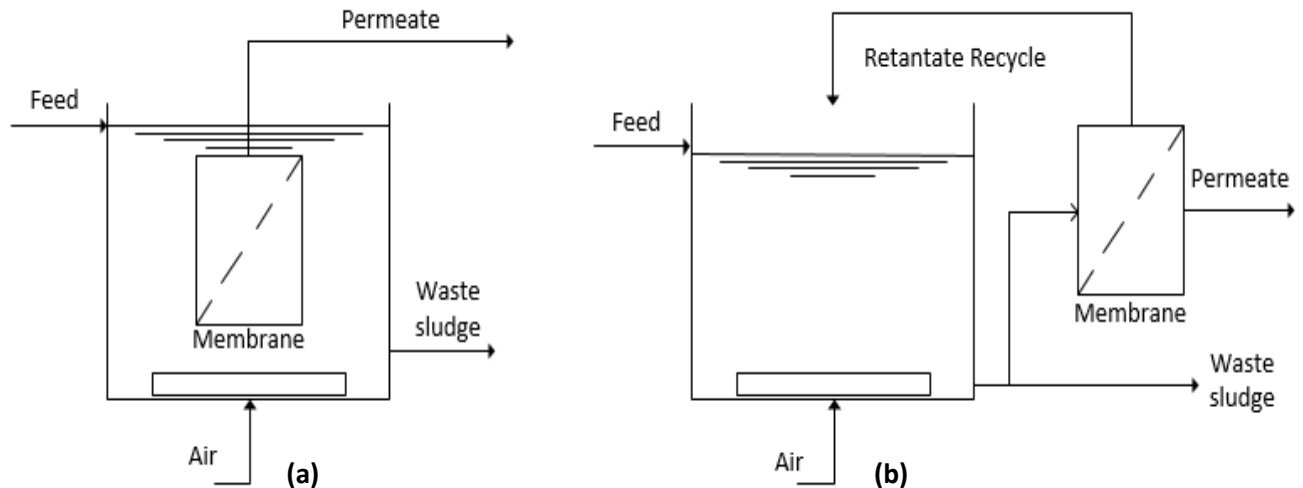 Permeate
Feed
Membrane
Waste
sludge
Air
(a)
Retantate Recycle
Feed
Permeate
Membrane
Waste
sludge
Air
(b)